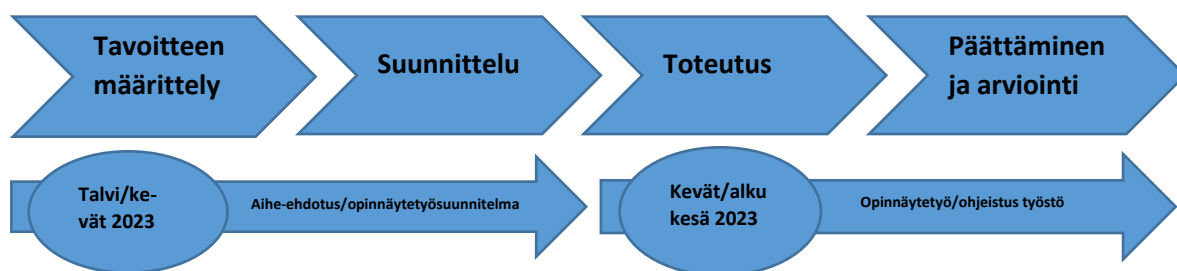 Tavoitteen
määrittely
Suunnittelu
Toteutus
Päättäminen
ja arviointi
Talvi/ke-
vät 2023
Aihe-ehdotus/opinnäytetyösuunnitelma
Kevät/alku
kesä 2023
Opinnäytetyö/ohjeistus työstö